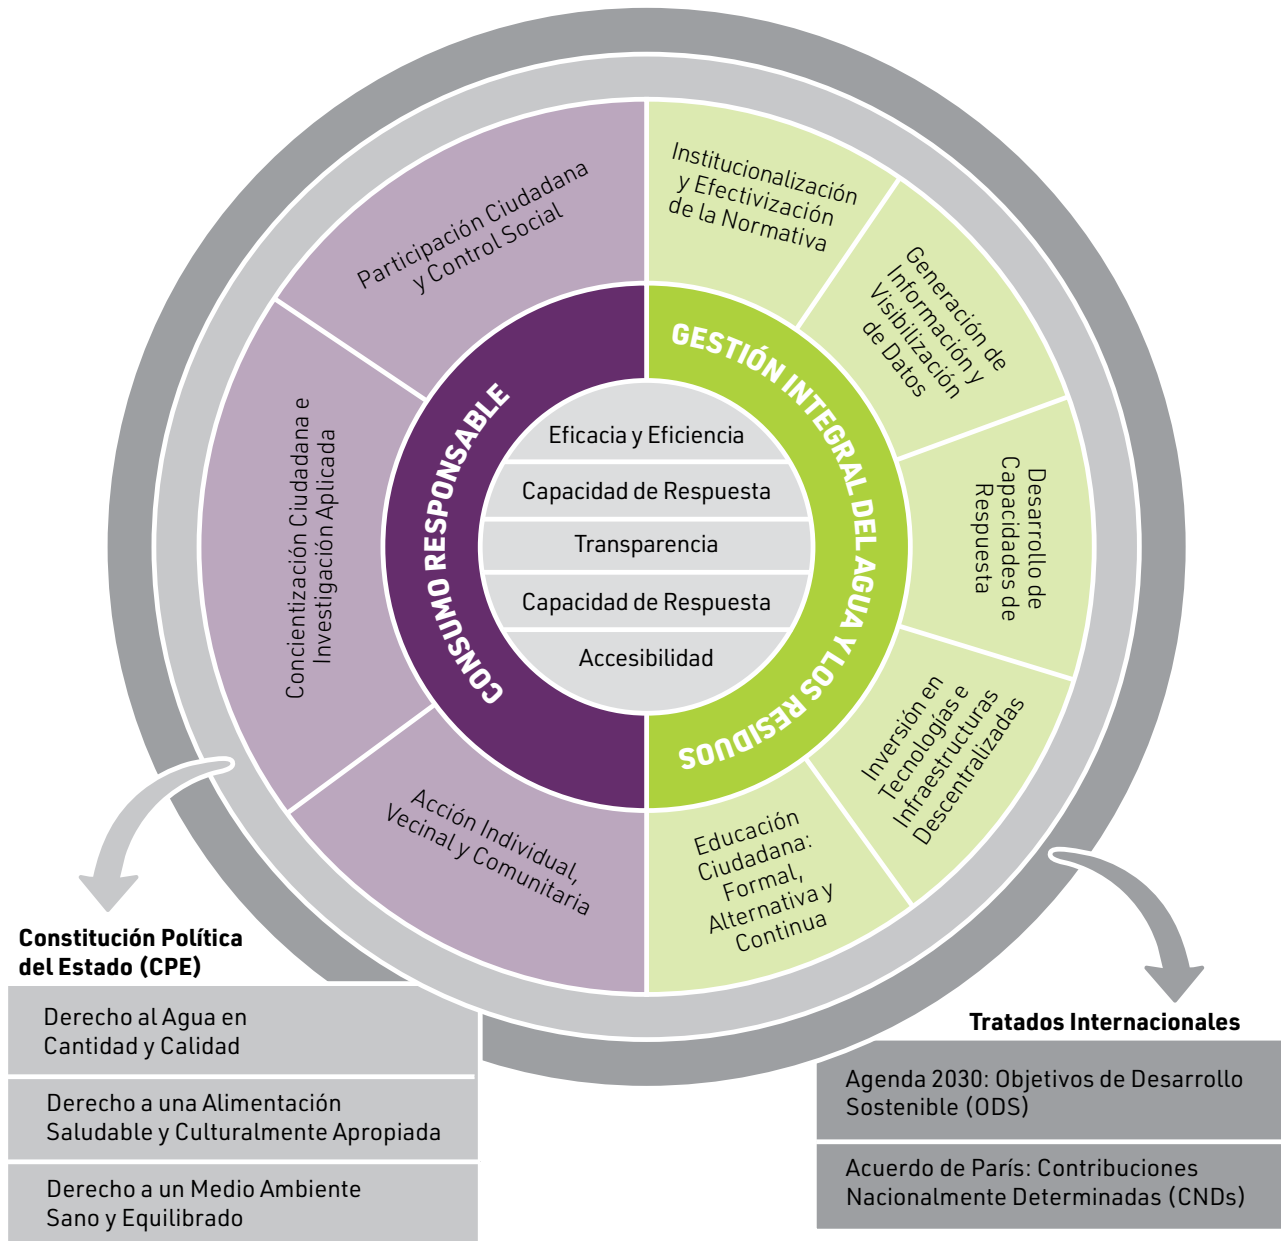 Participación Ciudadana
y Control Social
Concientización Ciudadana e
Investigación Aplicada
Acción Individual,
Vecinal y Comunitaria
CONSUMO RESPONSABLE
Institucionalización
y Efectivización
de la Normativa
Generación de
Información y
Visibilización
de Datos
Desarrollo de
Capacidades de
Respuesta
Inversión en
Tecnologías e
Infraestructuras
Descentralizadas
Educación
Ciudadana:
Formal,
Alternativa y
Continua
GESTIÓN INTEGRAL DEL AGUA Y LOS RESIDUOS
Eficacia y Eficiencia
Capacidad de Respuesta
Transparencia
Capacidad de Respuesta
Accesibilidad
Constitución Política
del Estado (CPE)
Derecho al Agua en
Cantidad y Calidad
Derecho a una Alimentación
Saludable y Culturalmente Apropiada
Derecho a un Medio Ambiente
Sano y Equilibrado
Tratados Internacionales
Agenda 2030: Objetivos de Desarrollo
Sostenible (ODS)
Acuerdo de París: Contribuciones
Nacionalmente Determinadas (CNDs)